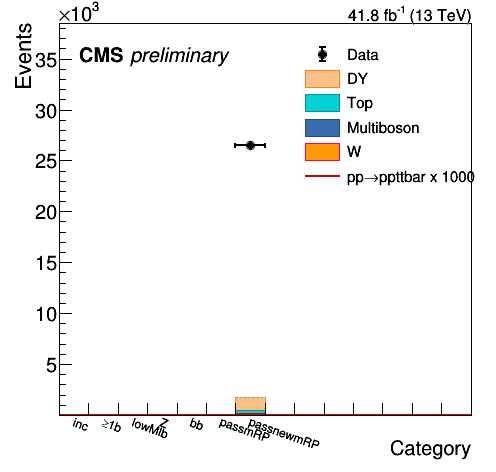 ×10³
41.8 fb⁻¹ (13 TeV)
Events
CMS preliminary
Data
DY
Top
Multiboson
W
pp→ppttbar x 1000
35
30
25
20
15
10
5
inc
≥1b
lowMlb
Z
bb
passmRP
passnewmRP
Category